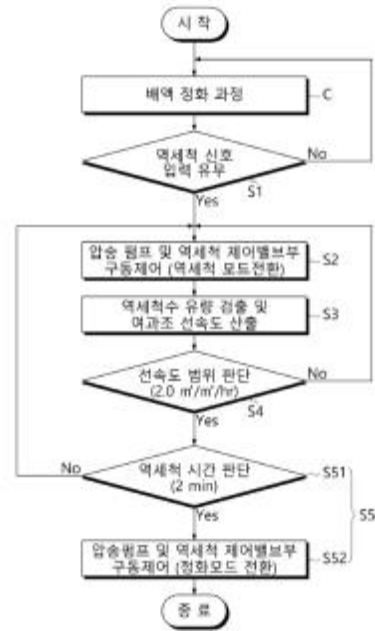 시 작
배액 정화 과정
C
역세척 신호
입력 유무
No
S1
Yes
압송 펌프 및 역세척 제어밸브부
구동제어 (역세척 모드전환)
S2
역세척수 유량 검출 및
여과조 선속도 산출
S3
선속도 범위 판단
(2.0 ㎥/㎡/hr)
No
S4
Yes
역세척 시간 판단
(2 min)
No
S51
Yes
S5
압송펌프 및 역세척 제어밸브부
구동제어 (정화모드 전환)
S52
종 료